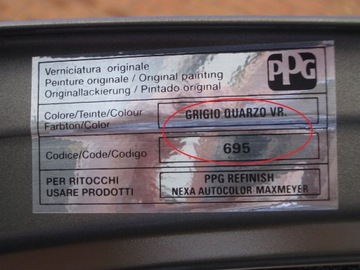 Verniciatura originale
Peinture originale / Original painting
Originallackierung / Pintado original
PPG
Colore/Teinte/Colour
Farbton/Color
GRIGIO QUARZO VR.
Codice/Code/Codigo
695
PER RITOCCHI
USARE PRODOTTI
PPG REFINISH
NEXA AUTOCOLOR-MAXMEYER